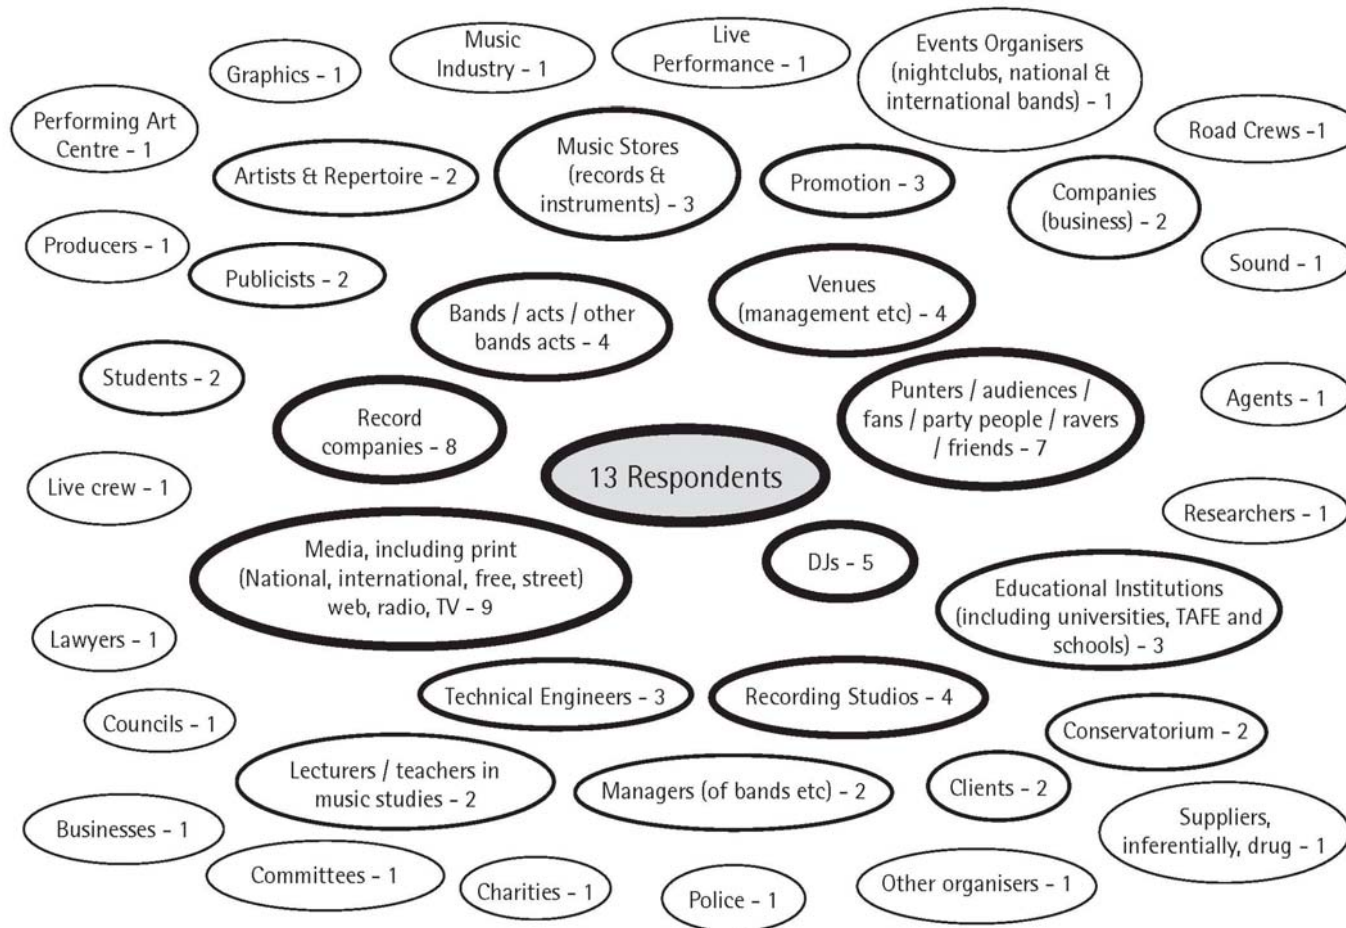 Graphics - 1
Music
Industry - 1
Live
Performance - 1
Events Organisers
(nightclubs, national &
international bands) - 1
Performing Art
Centre - 1
Road Crews -1
Artists & Repertoire - 2
Music Stores
(records &
instruments) - 3
Promotion - 3
Companies
(business) - 2
Producers - 1
Publicists - 2
Sound - 1
Bands / acts / other
bands acts - 4
Venues
(management etc) - 4
Students - 2
Record
companies - 8
Punters / audiences /
fans / party people / ravers
/ friends - 7
Agents - 1
13 Respondents
Live crew - 1
Researchers - 1
Media, including print
(National, international, free, street)
web, radio, TV - 9
DJs - 5
Educational Institutions
(including universities, TAFE and
schools) - 3
Lawyers - 1
Technical Engineers - 3
Recording Studios - 4
Councils - 1
Conservatorium - 2
Lecturers / teachers in
music studies - 2
Managers (of bands etc) - 2
Clients - 2
Businesses - 1
Suppliers,
inferentially, drug - 1
Committees - 1
Charities - 1
Police - 1
Other organisers - 1